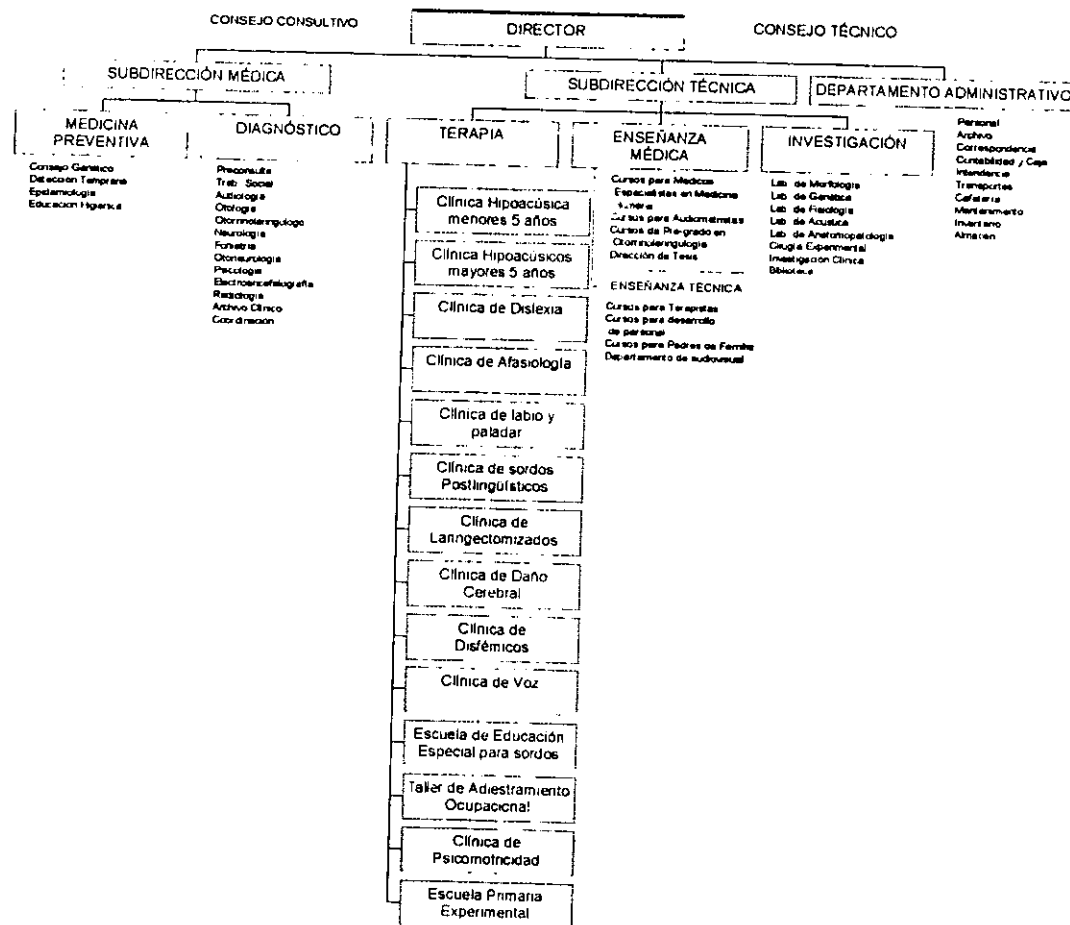 CONSEJO CONSULTIVO
DIRECTOR
CONSEJO TÉCNICO
SUBDIRECCIÓN MÉDICA
SUBDIRECCIÓN TÉCNICA
DEPARTAMENTO ADMINISTRATIVO
MEDICINA
PREVENTIVA
Consejo Genético
Detección Temprana
Epidemiología
Educación Higiénica
DIAGNÓSTICO
Preconsulta
Trab. Social
Audiología
Otología
Otorrinolaringólogo
Neurología
Foniatría
Otoneurología
Psicología
Electroencefalografía
Radiología
Archivo Clínico
Coordinación
TERAPIA
Clínica Hipoacúsica
menores 5 años
Clínica Hipoacúsicos
mayores 5 años
Clínica de Dislexia
Clínica de Afasiología
Clínica de labio y
paladar
Clínica de sordos
Postlingüísticos
Clínica de
Laringectomizados
Clínica de Daño
Cerebral
Clínica de
Disfémicos
Clínica de Voz
Escuela de Educación
Especial para sordos
Taller de Adiestramiento
Ocupacional
Clínica de
Psicomotricidad
Escuela Primaria
Experimental
ENSEÑANZA
MÉDICA
Cursos para Médicos
Especialistas en Medicina
Cursos para Audiometristas
Cursos de Pre-grado en
Otorrinolaringología
Dirección de Tesis
ENSEÑANZA TÉCNICA
Cursos para Terapistas
Cursos para desarrollo
de personal
Cursos para Padres de Familia
Departamento de audiovisual
INVESTIGACIÓN
Lab. de Morfología
Lab. de Genética
Lab. de Fisiología
Lab. de Acústica
Lab. de Anatomopatología
Cirugía Experimental
Investigación Clínica
Biblioteca
Personal
Archivo
Correspondencia
Contabilidad y Caja
Intendencia
Transportes
Cafetería
Mantenimiento
Inventario
Almacén